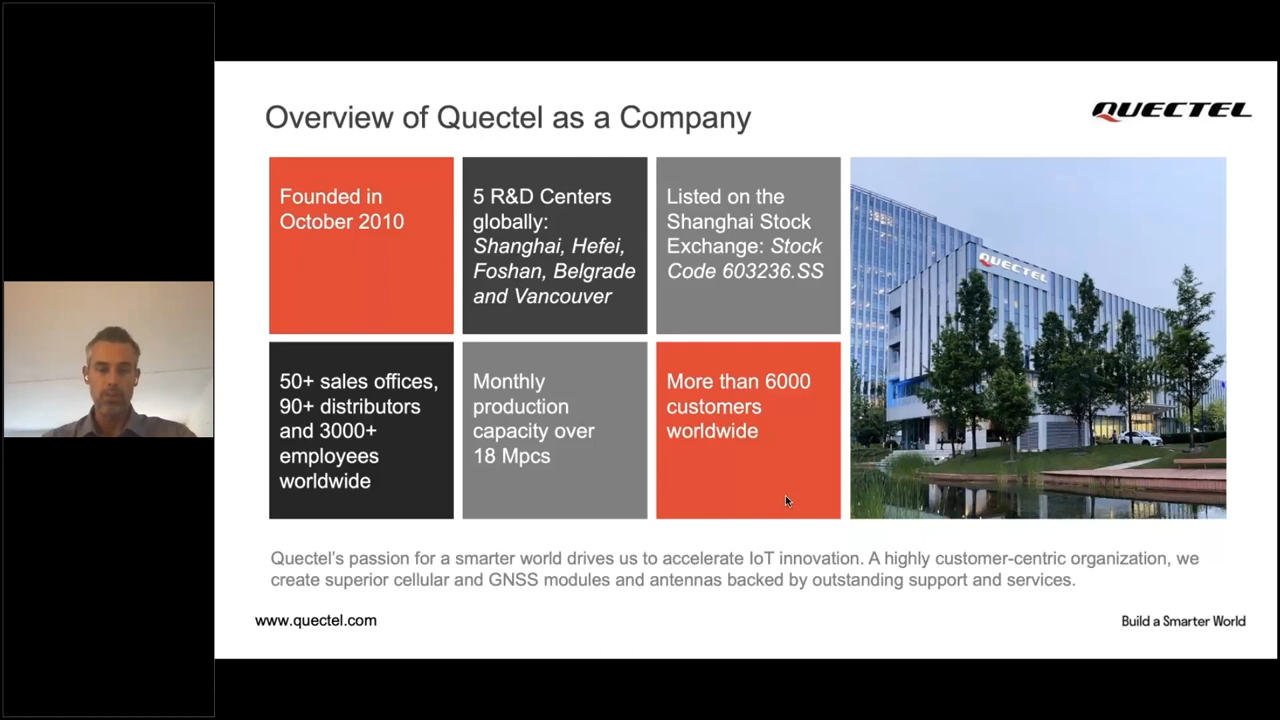 Overview of Quectel as a Company
QUECTEL
Founded in
October 2010
5 R&D Centers
globally:
Shanghai, Hefei,
Foshan, Belgrade
and Vancouver
Listed on the
Shanghai Stock
Exchange: Stock
Code 603236.SS
QUECTEL
50+ sales offices,
90+ distributors
and 3000+
employees
worldwide
Monthly
production
capacity over
18 Mpcs
More than 6000
customers
worldwide
Quectel’s passion for a smarter world drives us to accelerate IoT innovation. A highly customer-centric organization, we
create superior cellular and GNSS modules and antennas backed by outstanding support and services.
www.quectel.com
Build a Smarter World